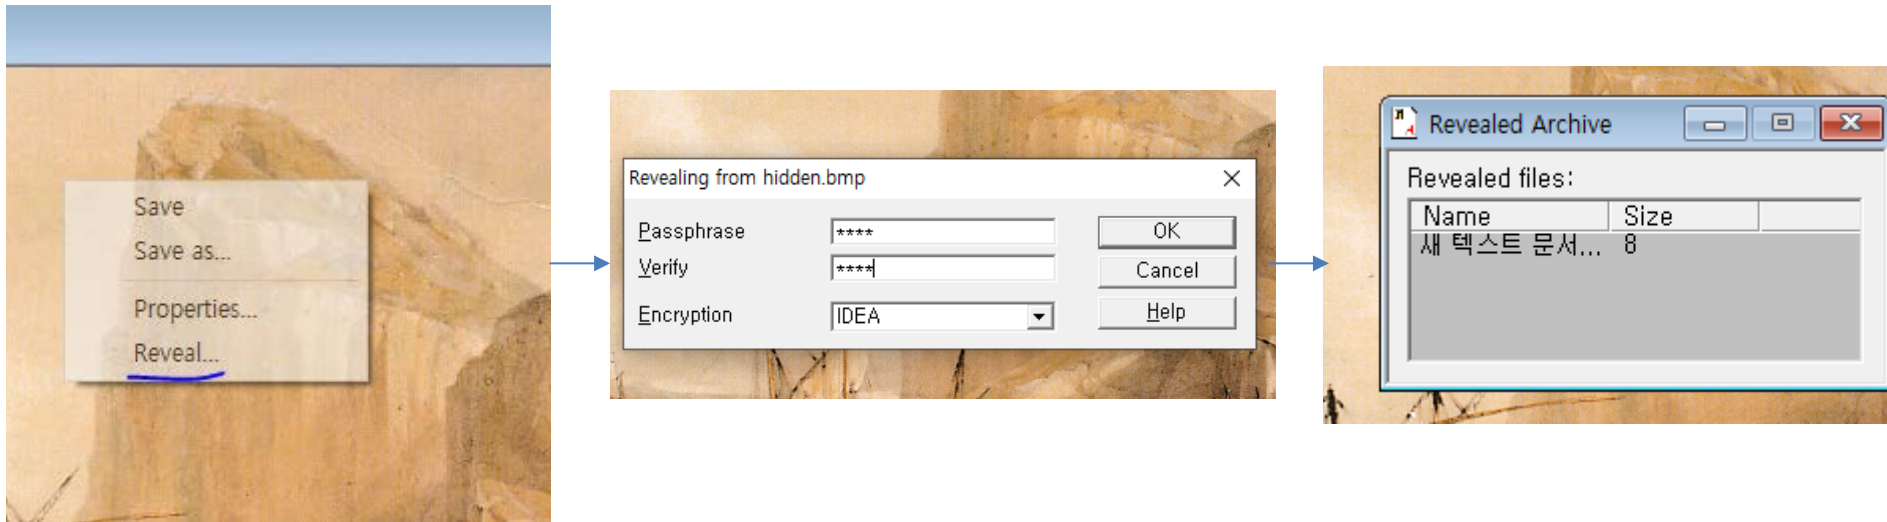 Save
Save as...
Properties...
Reveal...
Revealing from hidden.bmp
Passphrase ****
Verify ****
Encryption IDEA
OK
Cancel
Help
Revealed Archive
Revealed files:
Name Size
새 텍스트 문서... 8